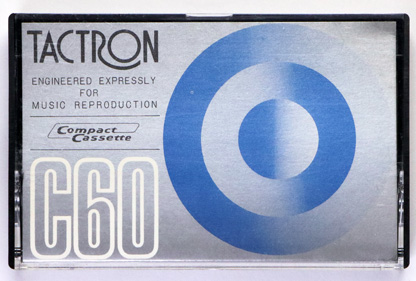 TACTRON
ENGINEERED EXPRESSLY
FOR
MUSIC REPRODUCTION
Compact
Cassette
C60